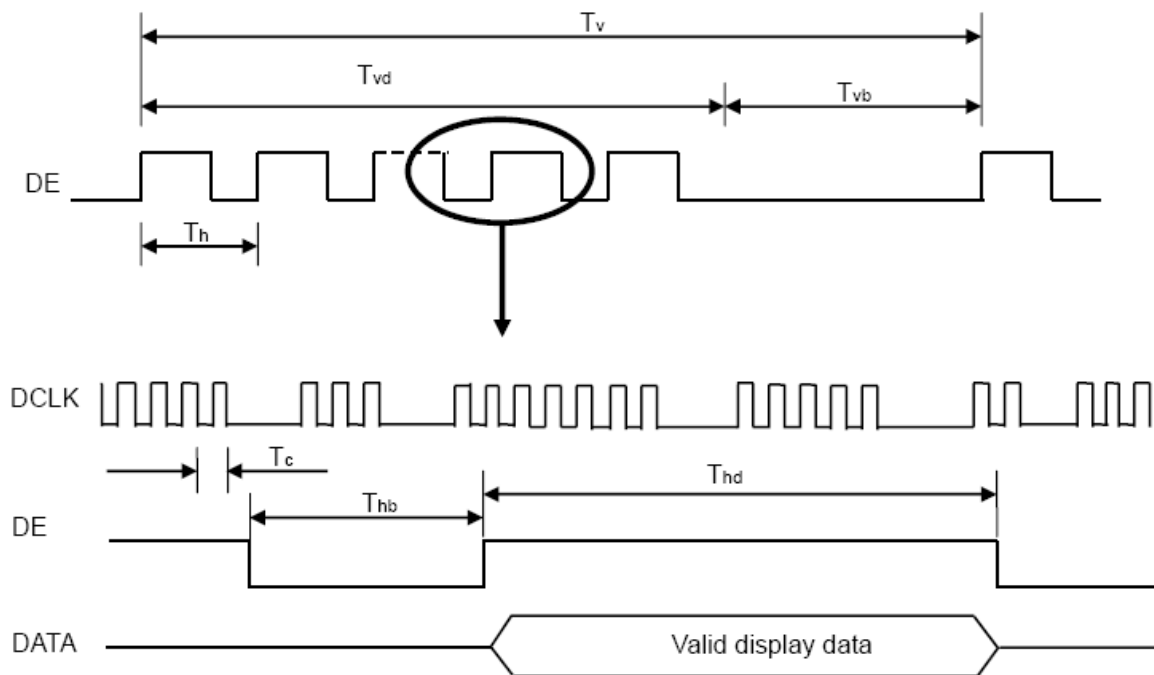 Tv
Tvd
Tvb
DE
Th
DCLK
Tc
Thd
Thb
DE
DATA
Valid display data